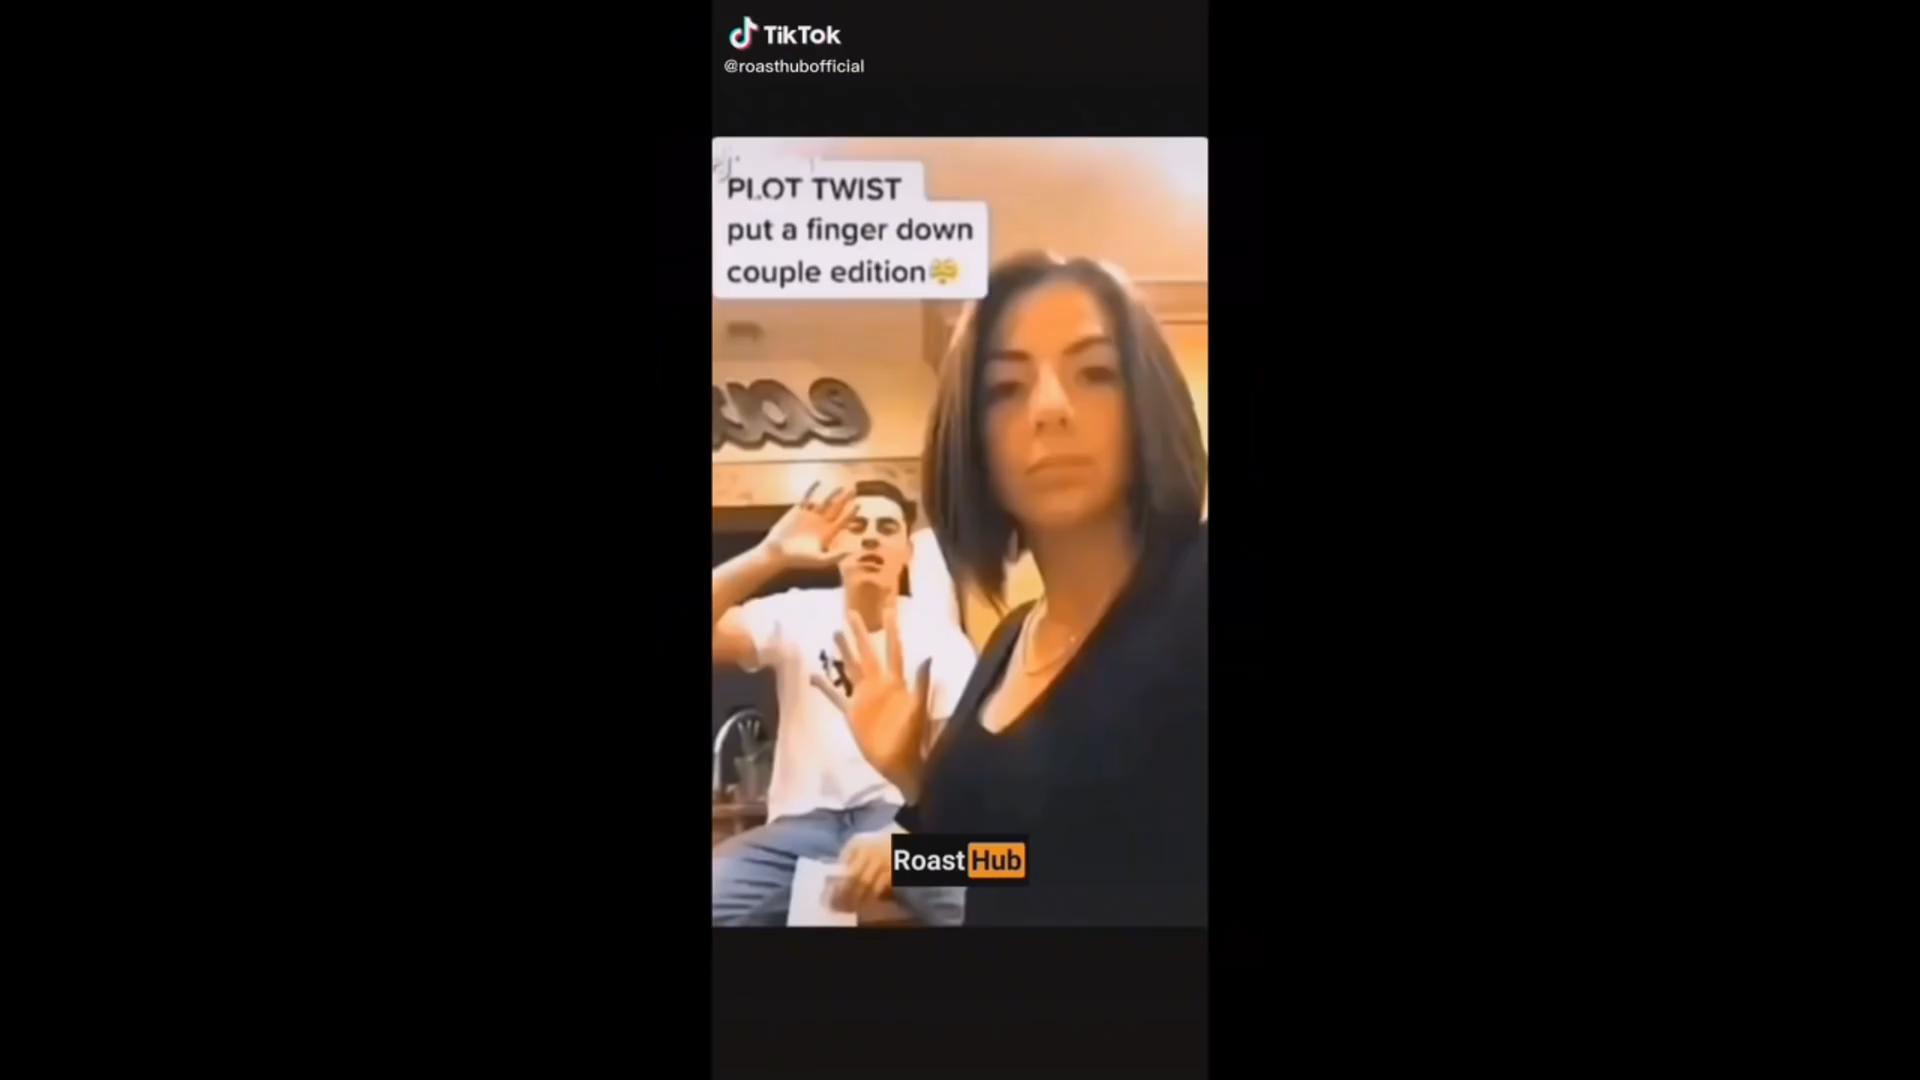 TikTok
@roasthubofficial
PLOT TWIST
put a finger down
couple edition
Roast Hub